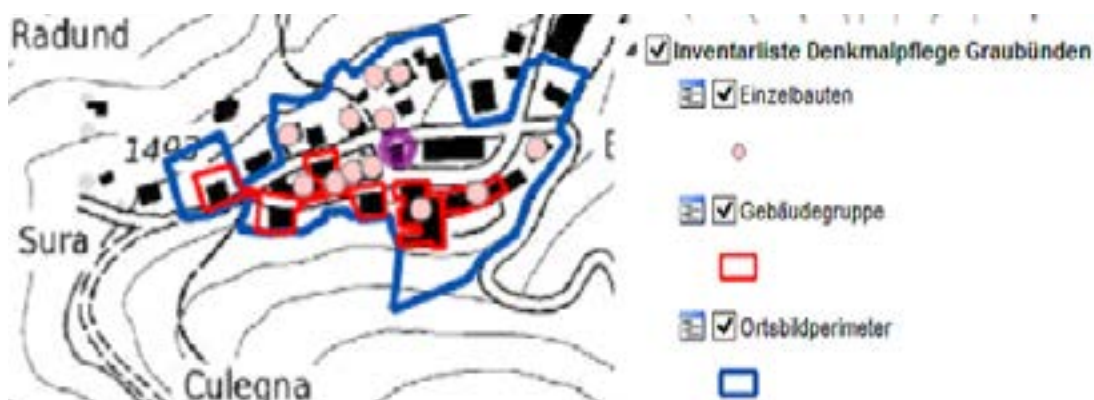 Radund
1493
Sura
Culegna
E
Inventarliste Denkmalpflege Graubünden
Einzelbauten
Gebäudegruppe
Ortsbildperimeter